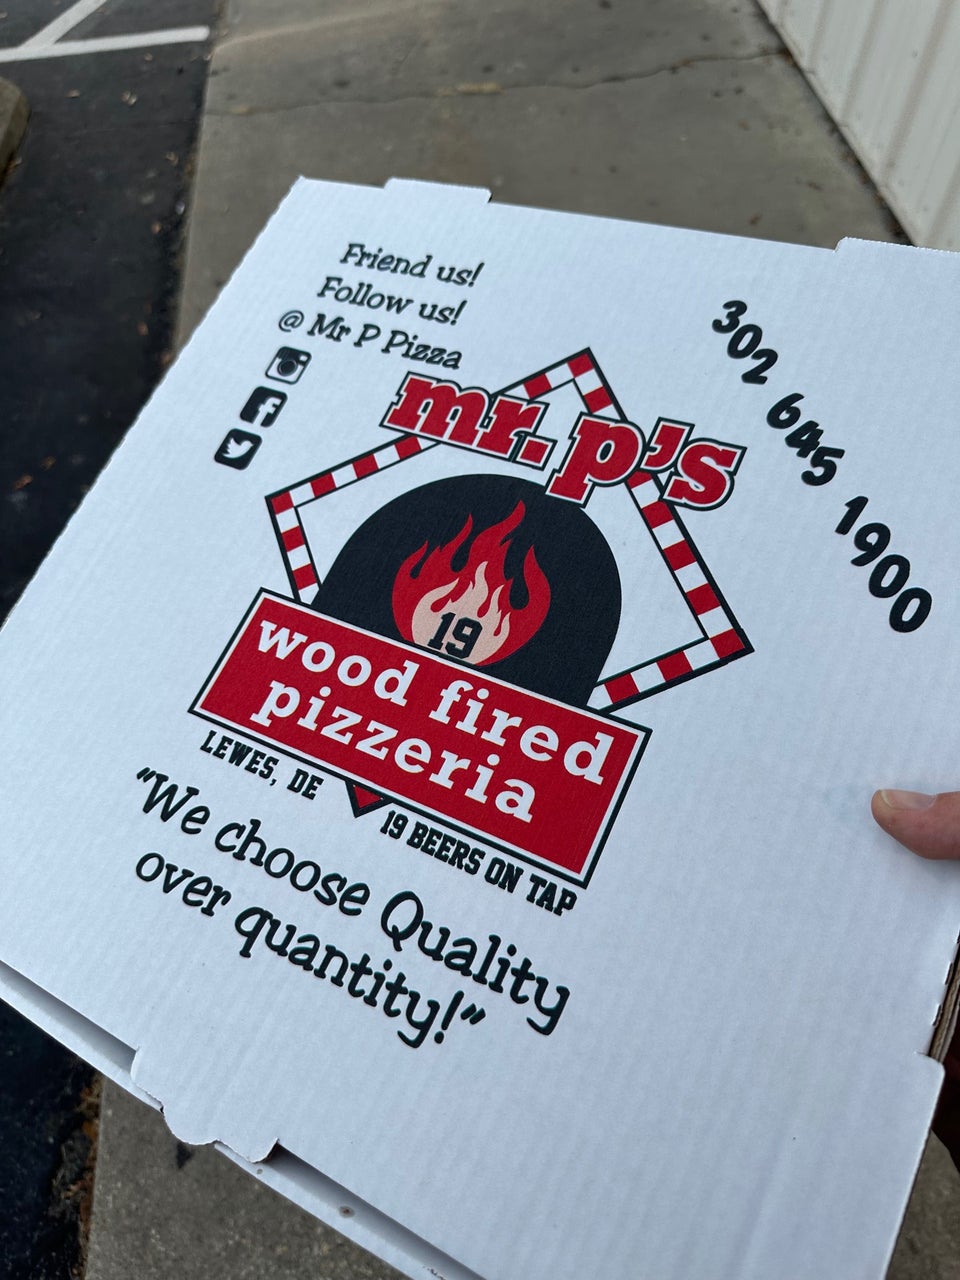 Friend us!
Follow us!
@ Mr P Pizza
302 645 1900
mr. p's
19
wood fired
pizzeria
LEWES, DE
19 BEERS ON TAP
"We choose Quality
over quantity!"